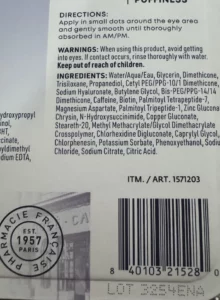 PUFFINESS
DIRECTIONS:
Apply in small dots around the eye area
and gently smooth until thoroughly
absorbed in AM/PM.
WARNINGS: When using this product, avoid getting
into eyes. If contact occurs, rinse thoroughly with water.
Keep out of reach of children.
INGREDIENTS: Water/Aqua/Eau, Glycerin, Dimethicone,
Trisiloxane, Propanediol, Cetyl PEG/PPG-10/1 Dimethicone,
Sodium Hyaluronate, Butylene Glycol, Bis-PEG/PPG-14/14
Dimethicone, Caffeine, Biotin, Palmitoyl Tetrapeptide-7,
Magnesium Aspartate, Palmitoyl Tripeptide-1, Zinc Gluconate
Chrysin, N-Hydroxysuccinimide, Copper Gluconate,
Steareth-20, Methyl Methacrylate/Glycol Dimethacrylate
Crosspolymer, Chlorhexidine Digluconate, Caprylyl Glycol,
Chlorphenesin, Potassium Sorbate, Phenoxyethanol, Sodium
Chloride, Sodium Citrate, Citric Acid.
ydroxypropyl
dium EDTA,
ITM. / ART. 1571203
PHARMACIE FRANÇAISE
EST.
1957
PARIS
8 40103 21528 0
LOT 3254ENA